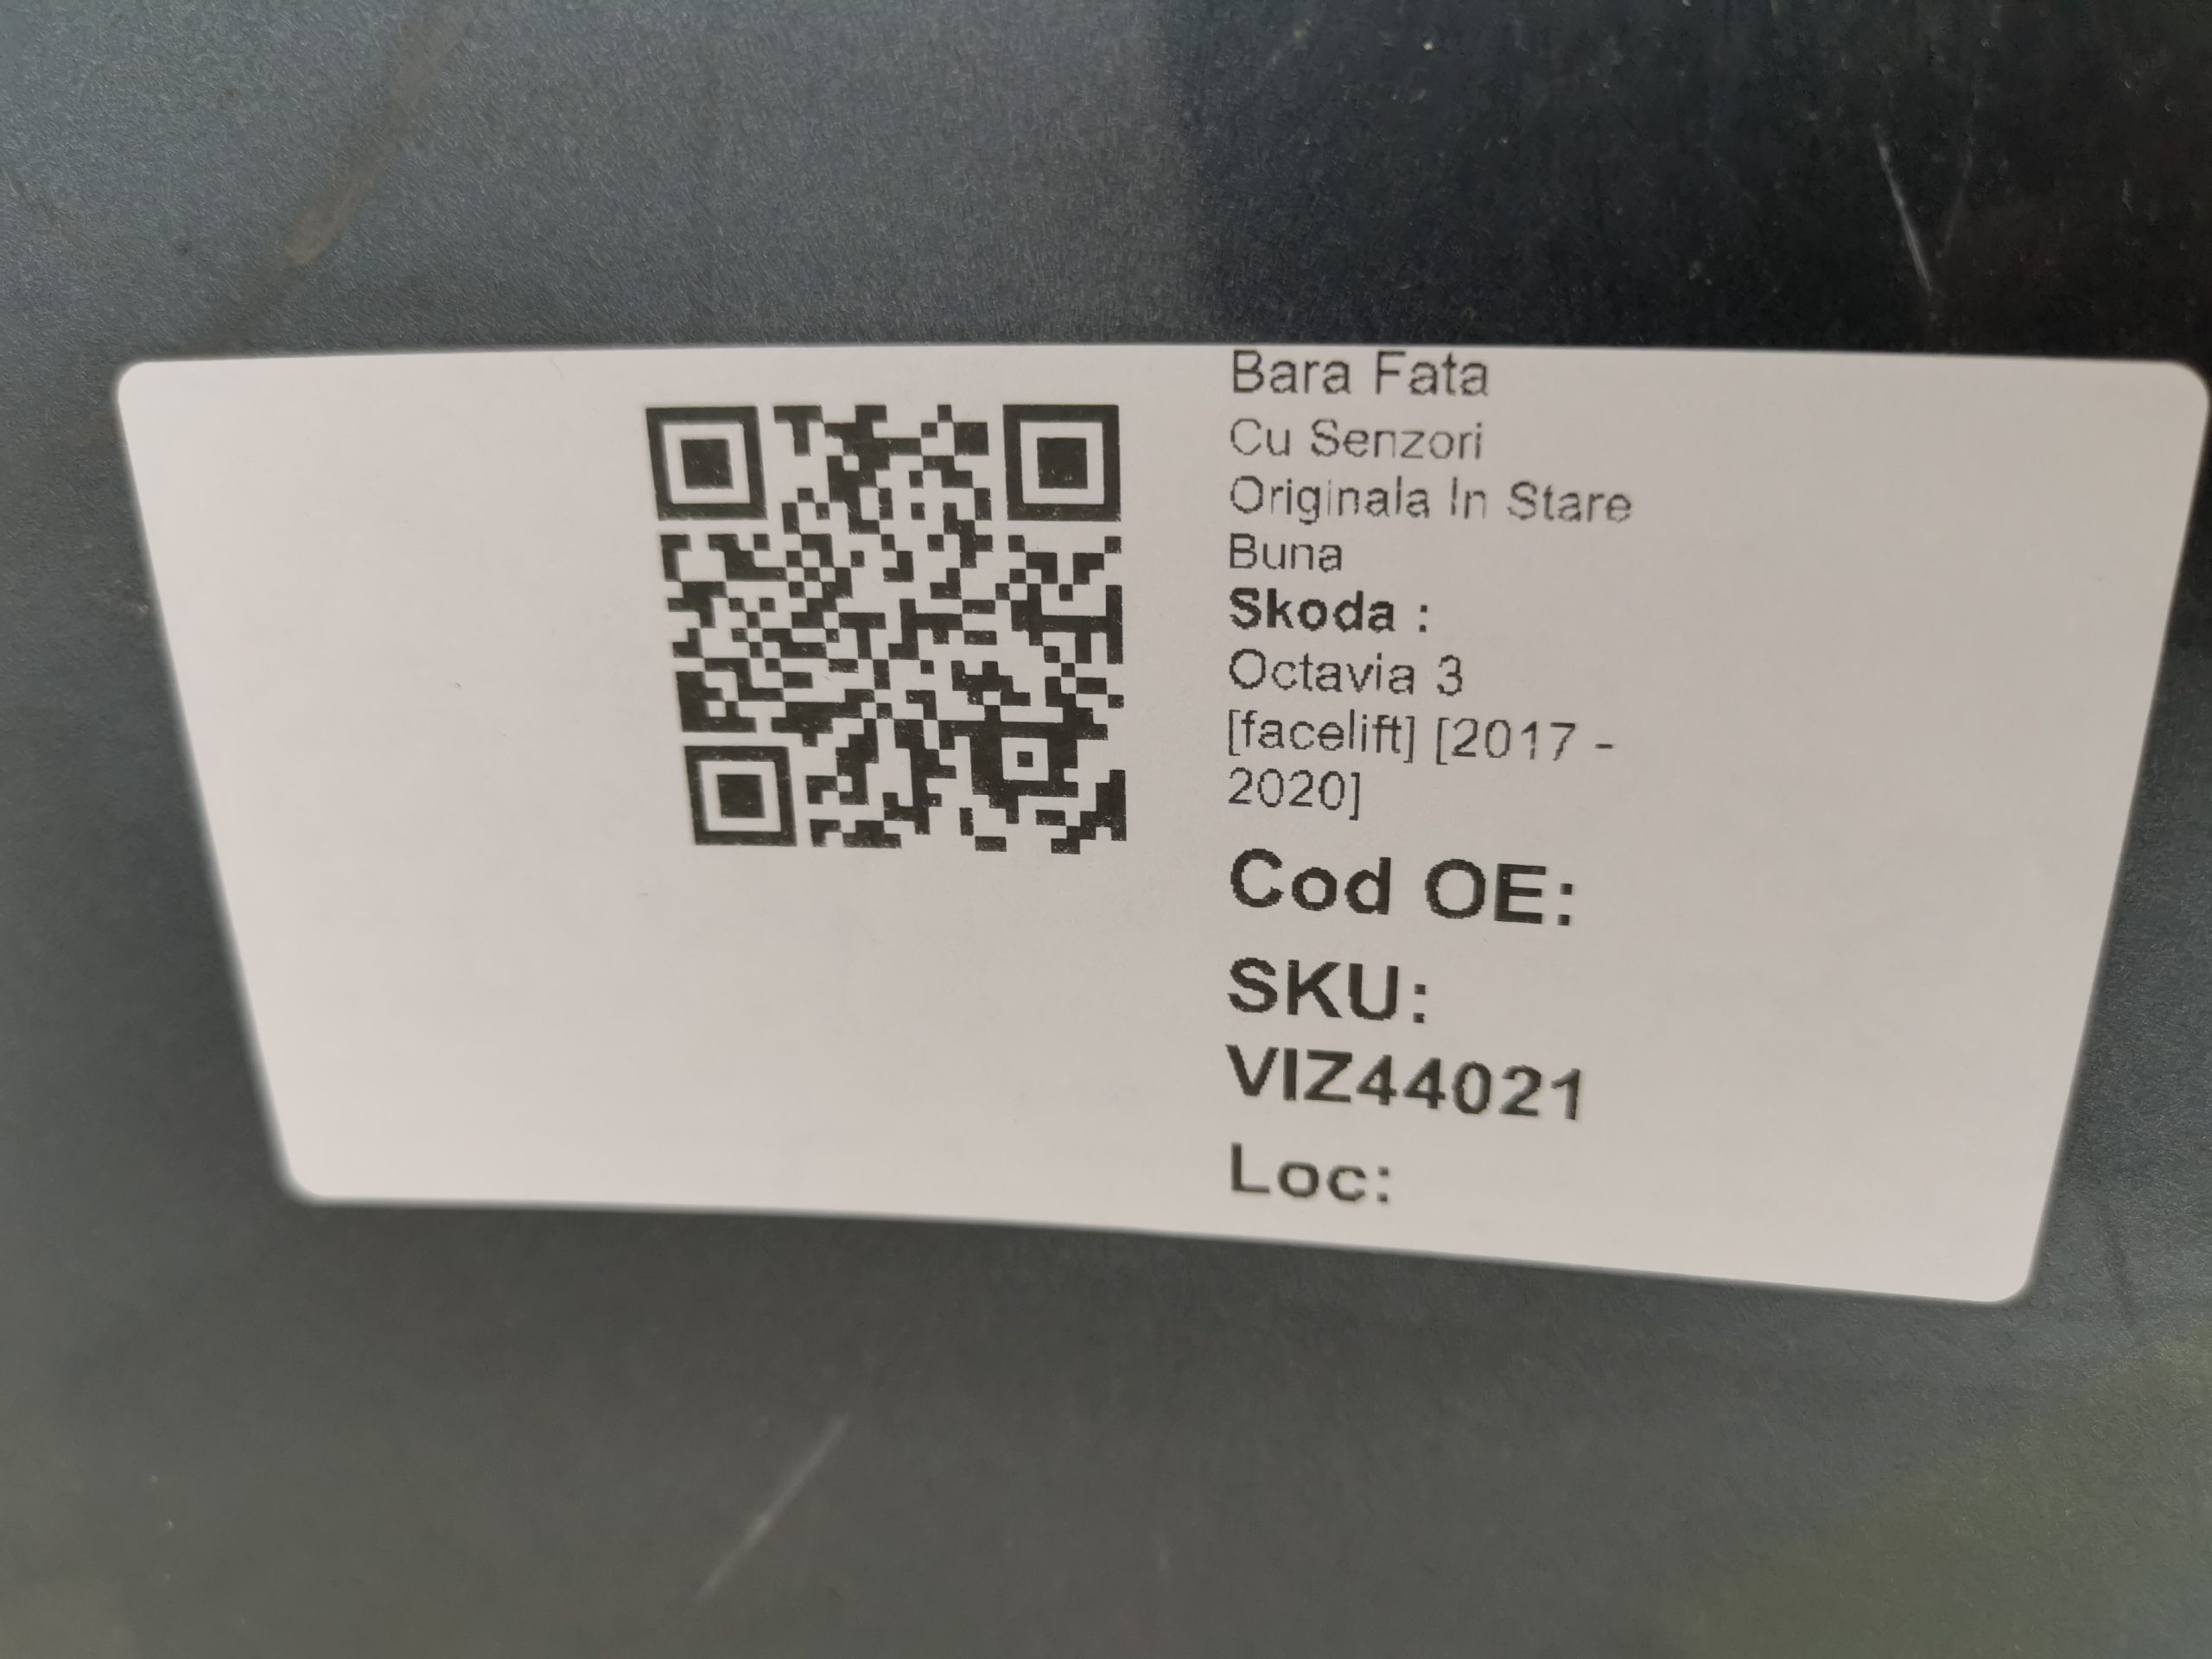 Bara Fata
Cu Senzori
Originala In Stare
Buna
Skoda :
Octavia 3
[facelift] [2017 -
2020]
Cod OE:
SKU:
VIZ44021
Loc: